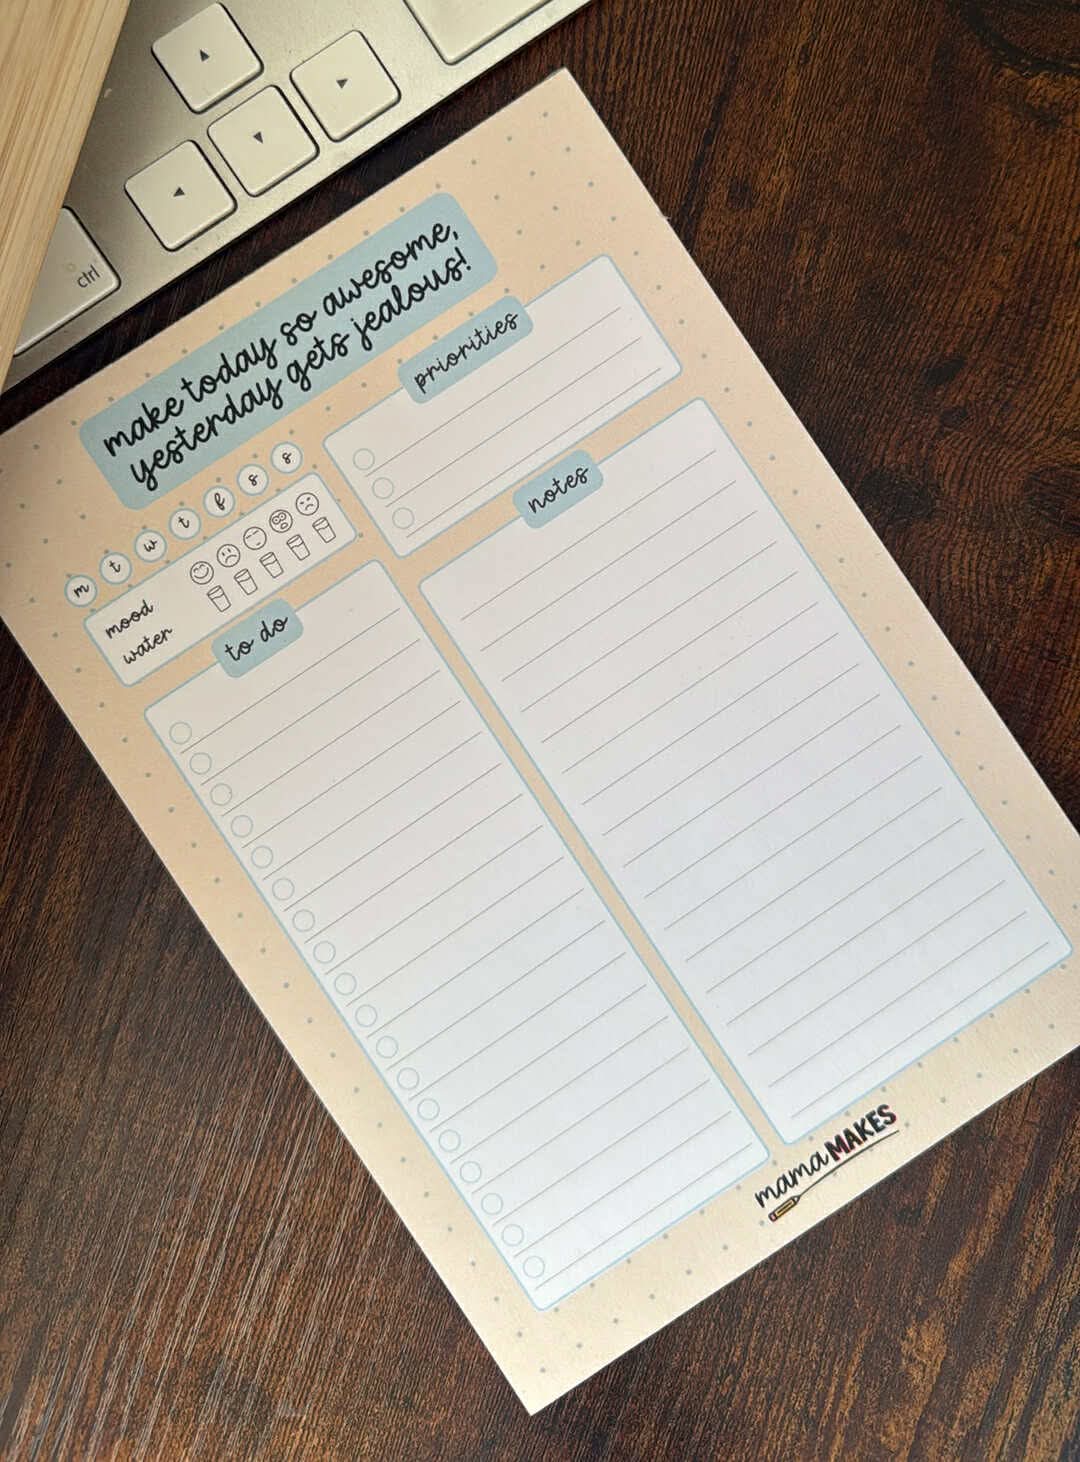 ctrl
make today so awesome,
yesterday gets jealous!
m t w t f s s
mood
water
priorities
to do
notes
mama MAKES